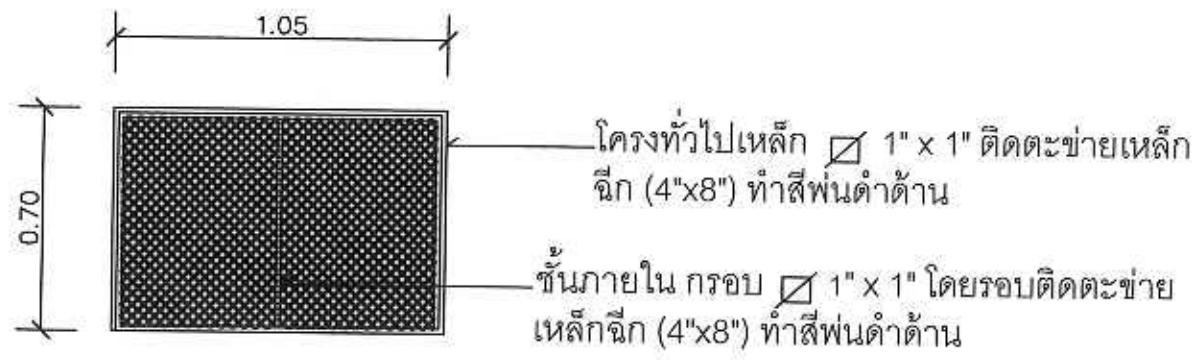 1.05
0.70
โครงทั่วไปเหล็ก 1" x 1" ติดตะข่ายเหล็ก
ฉีก (4"x8") ทำสีพ่นดำด้าน
ชั้นภายใน กรอบ 1" x 1" โดยรอบติดตะข่าย
เหล็กฉีก (4"x8") ทำสีพ่นดำด้าน